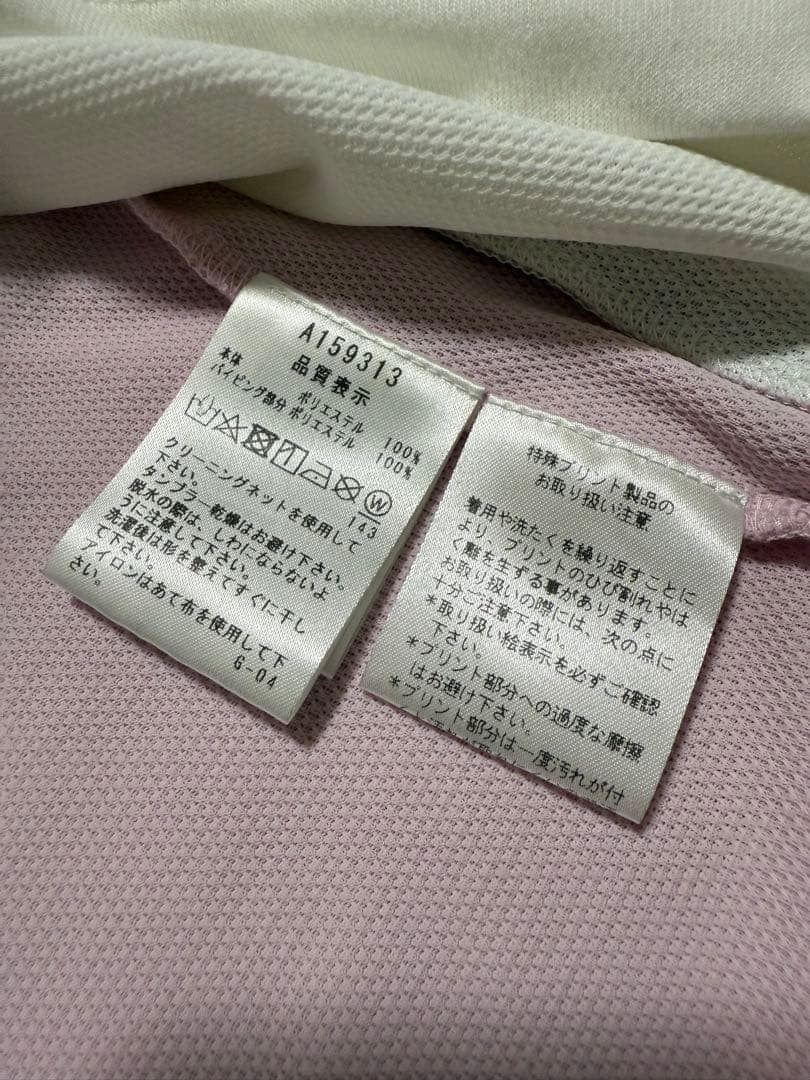 A159313
品質表示
本体 ポリエステル 100%
パイピング部分 ポリエステル 100%
W
143
クリーニングネットを使用して
下さい。
タンブラー乾燥はお避け下さい。
脱水の際は、しわにならないよ
うに注意して下さい。
洗濯後は形を整えてすぐに干し
て下さい。
アイロンはあて布を使用して下
さい。
G-04
特殊プリント製品の
お取り扱い注意
着用や洗たくを繰り返すことに
より、プリントのひび割れやは
く離を生ずる事があります。
お取り扱いの際には、次の点に
十分ご注意下さい。
*取り扱い絵表示を必ずご確認
下さい。
*プリント部分への過度な摩擦
はお避け下さい。
*プリント部分は一度汚れが付